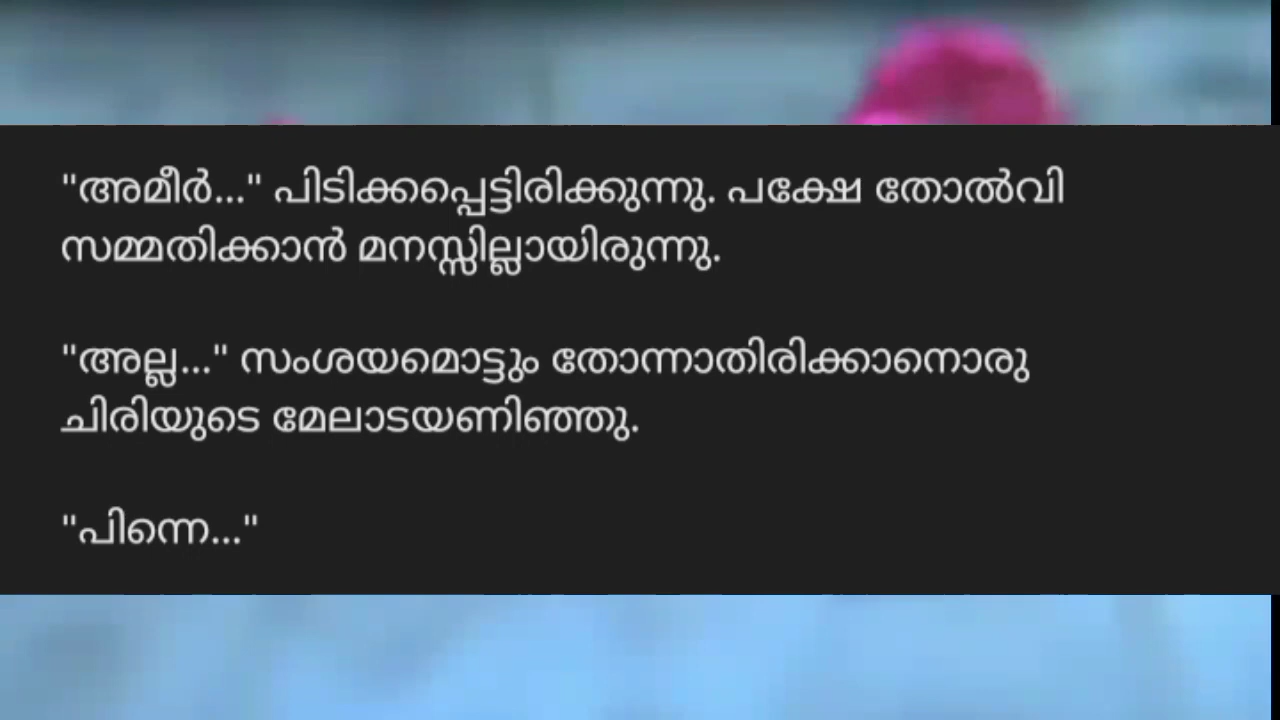 "അമീർ..." പിടിക്കപ്പെട്ടിരിക്കുന്നു. പക്ഷേ തോൽവി
സമ്മതിക്കാൻ മനസ്സില്ലായിരുന്നു.
"അല്ല..." സംശയമൊട്ടും തോന്നാതിരിക്കാനൊരു
ചിരിയുടെ മേലാടയണിഞ്ഞു.
"പിന്നെ..."